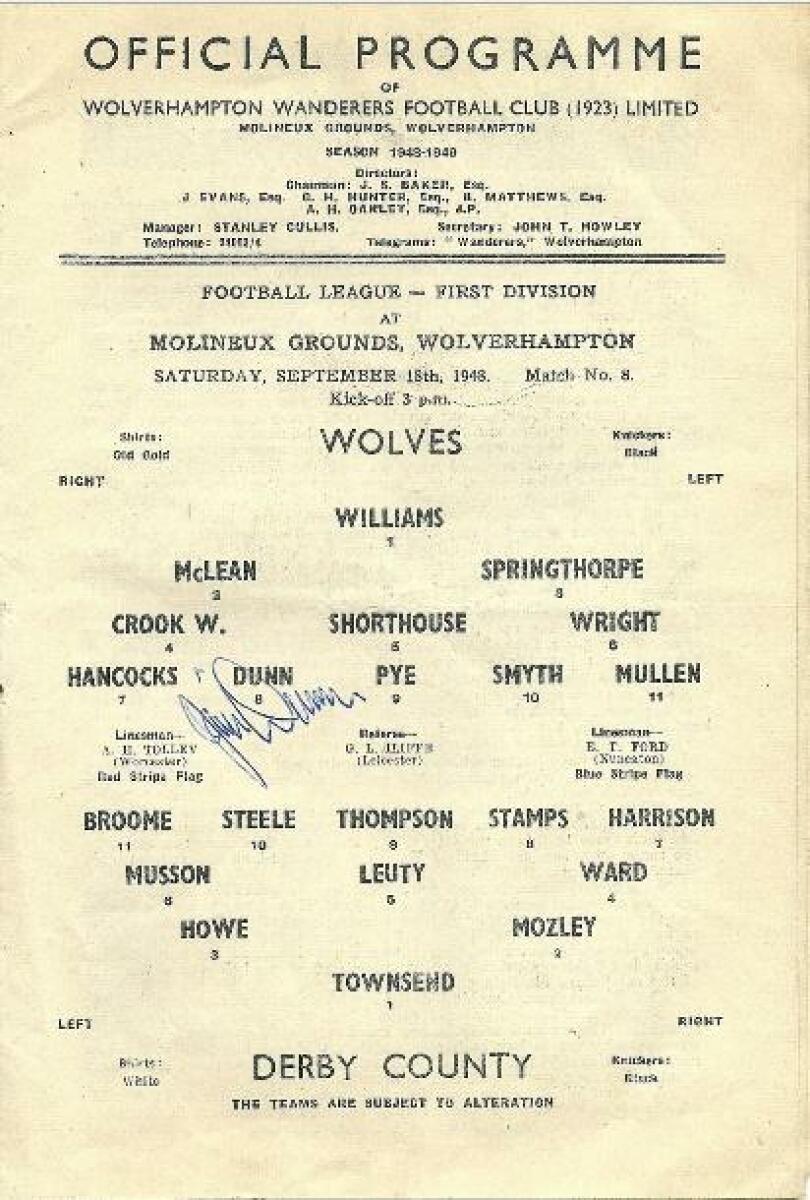 OFFICIAL PROGRAMME
OF
WOLVERHAMPTON WANDERERS FOOTBALL CLUB (1923) LIMITED
MOLINEUX GROUNDS, WOLVERHAMPTON
SEASON 1948-1949
Directors:
Chairman: J. S. BAKER, Esq.
J EVANS, Esq. C. H. HUNTER, Esq., B. MATTHEWS, Esq.
A. H. OAKLEY, Esq., J.P.
Manager: STANLEY CULLIS. Secretary: JOHN T. HOWLEY
Telephone: Telegrams: "Wanderers," Wolverhampton
FOOTBALL LEAGUE — FIRST DIVISION
AT
MOLINEUX GROUNDS, WOLVERHAMPTON
SATURDAY, SEPTEMBER 18th, 1948. Match No. 8.
Kick-off 3 p.m.
Shirts: WOLVES Knickers:
Old Gold Black
RIGHT LEFT
WILLIAMS
1
McLEAN SPRINGTHORPE
2 3
CROOK W. SHORTHOUSE WRIGHT
4 5 6
HANCOCKS DUNN PYE SMYTH MULLEN
7 8 9 10 11
Linesman— Referee— Linesman—
A. H. TOLLEY G. L. ILIFFE E. T. FORD
(Worcester) (Leicester) (Nuneaton)
Red Stripe Flag Blue Stripe Flag
BROOME STEELE THOMPSON STAMPS HARRISON
11 10 9 8 7
MUSSON LEUTY WARD
6 5 4
HOWE MOZLEY
3 2
TOWNSEND
1
LEFT RIGHT
Shirts: DERBY COUNTY Knickers:
White Black
THE TEAMS ARE SUBJECT TO ALTERATION